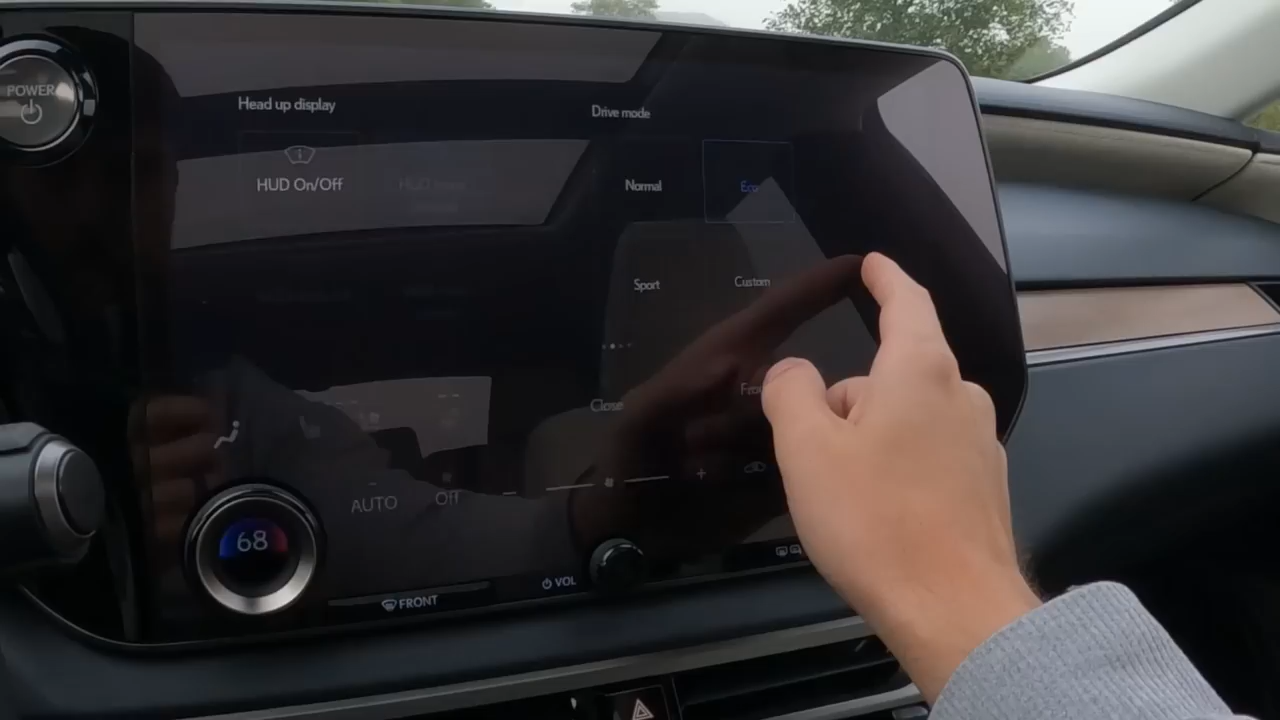 POWER
Head up display
Drive mode
HUD On/Off
Normal
Eco
Sport
Custom
Close
68
AUTO
Off
+
VOL
FRONT